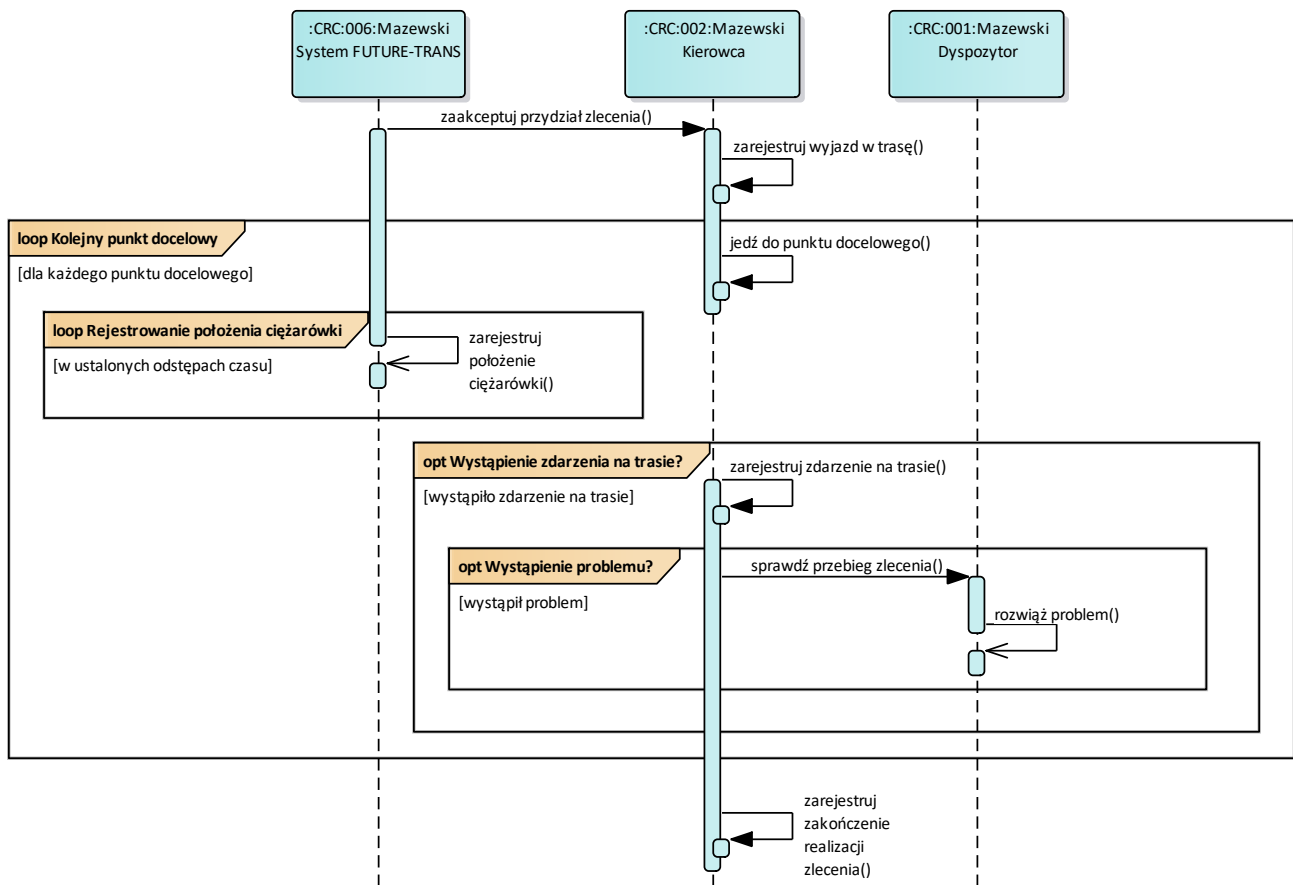 :CRC:006:Mazewski
System FUTURE-TRANS
:CRC:002:Mazewski
Kierowca
:CRC:001:Mazewski
Dyspozytor
zaakceptuj przydział zlecenia()
zarejestruj wyjazd w trasę()
loop Kolejny punkt docelowy
[dla każdego punktu docelowego]
jedź do punktu docelowego()
loop Rejestrowanie położenia ciężarówki
[w ustalonych odstępach czasu]
zarejestruj
położenie
ciężarówki()
opt Wystąpienie zdarzenia na trasie?
[wystąpiło zdarzenie na trasie]
zarejestruj zdarzenie na trasie()
opt Wystąpienie problemu?
[wystąpił problem]
sprawdź przebieg zlecenia()
rozwiąż problem()
zarejestruj
zakończenie
realizacji
zlecenia()